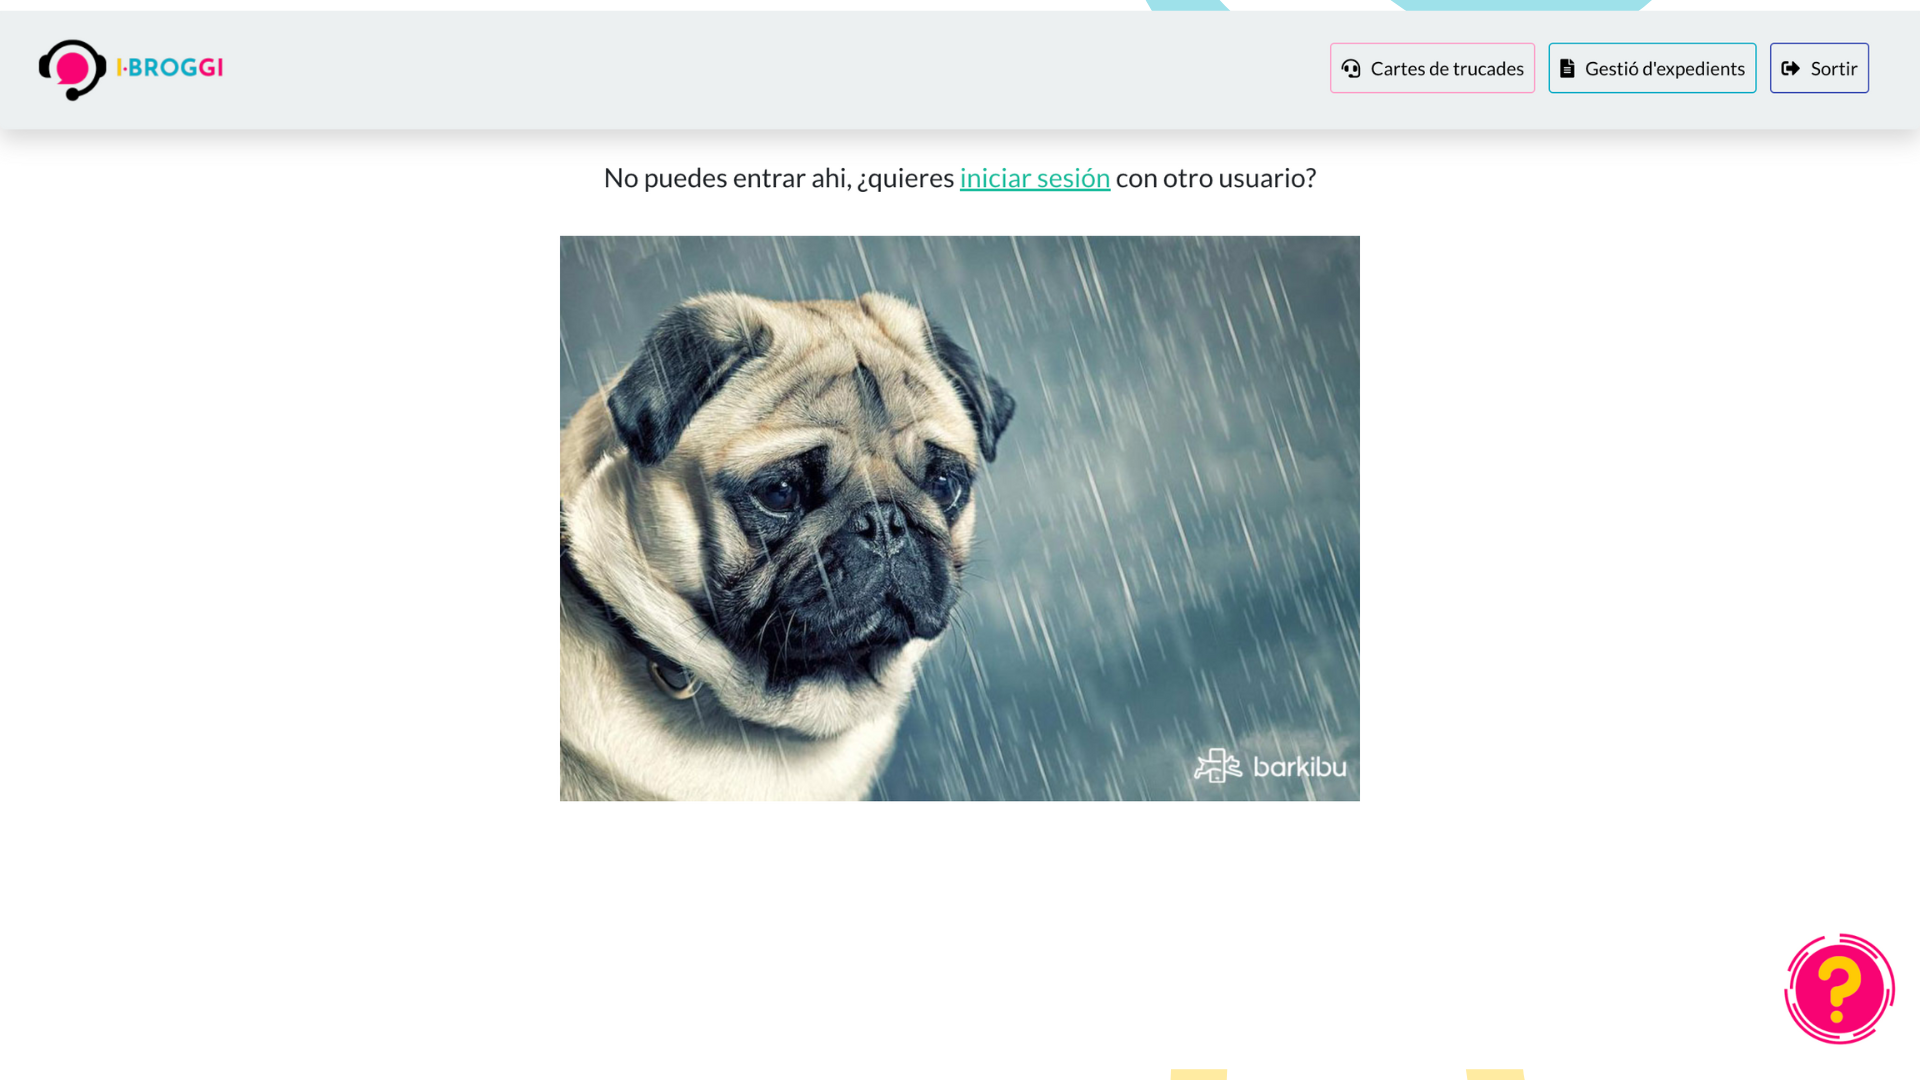 I·BROGGI
Cartes de trucades
Gestió d'expedients
Sortir
No puedes entrar ahi, ¿quieres iniciar sesión con otro usuario?
barkibu
?